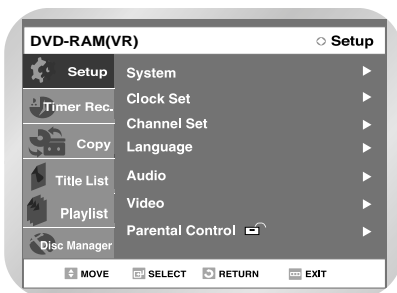 DVD-RAM(VR) Setup
Setup
Timer Rec.
Copy
Title List
Playlist
Disc Manager
System
Clock Set
Channel Set
Language
Audio
Video
Parental Control
MOVE SELECT RETURN EXIT